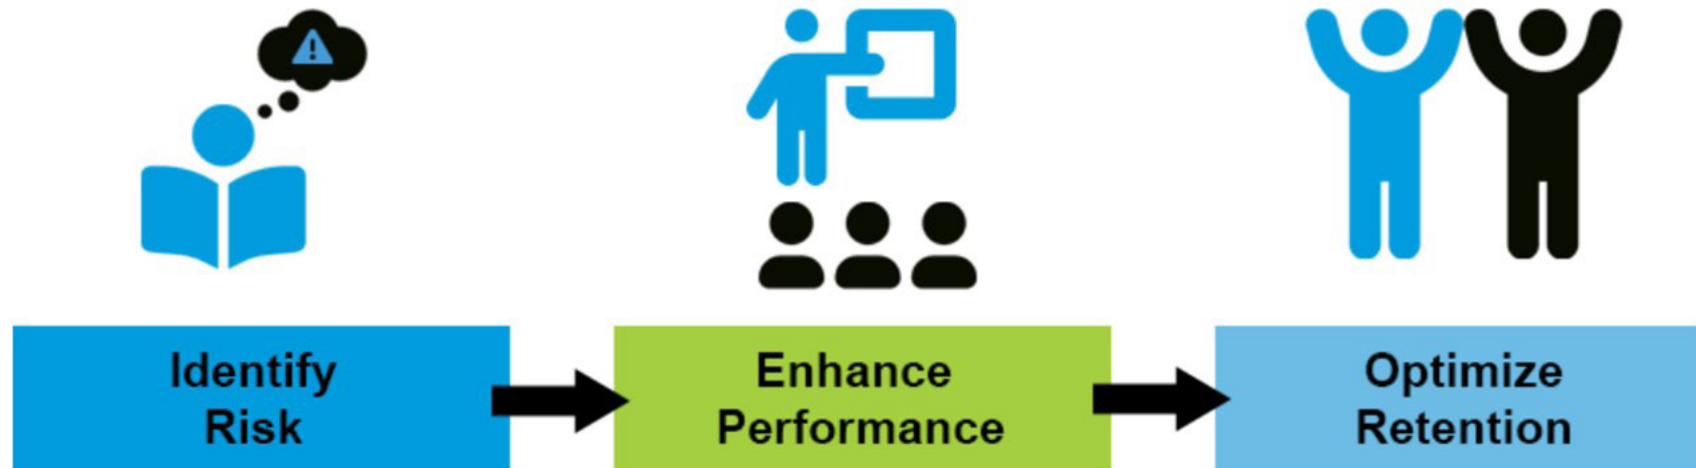 Identify
Risk
Enhance
Performance
Optimize
Retention